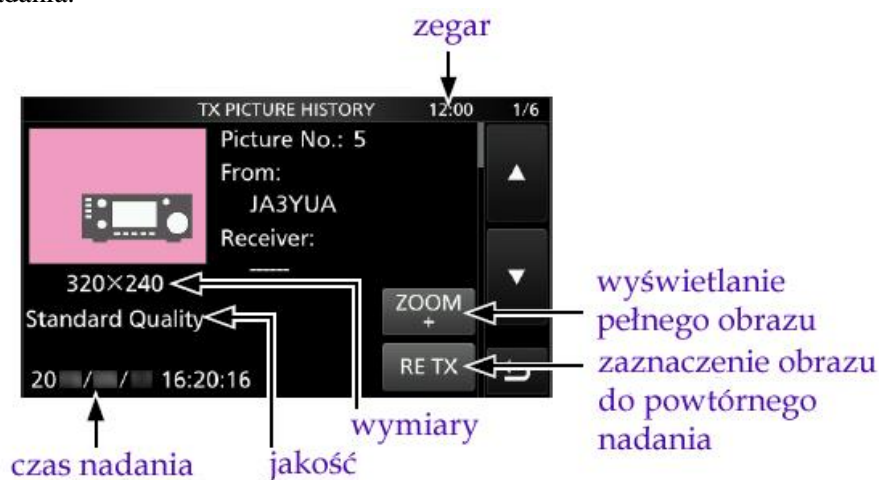 zegar
TX PICTURE HISTORY 12:00 1/6
Picture No.: 5
From:
JA3YUA
Receiver:
------
320×240
Standard Quality
20 / / 16:20:16
ZOOM
+
RE TX
wyświetlanie
pełnego obrazu
zaznaczenie obrazu
do powtórnego
nadania
wymiary
czas nadania
jakość